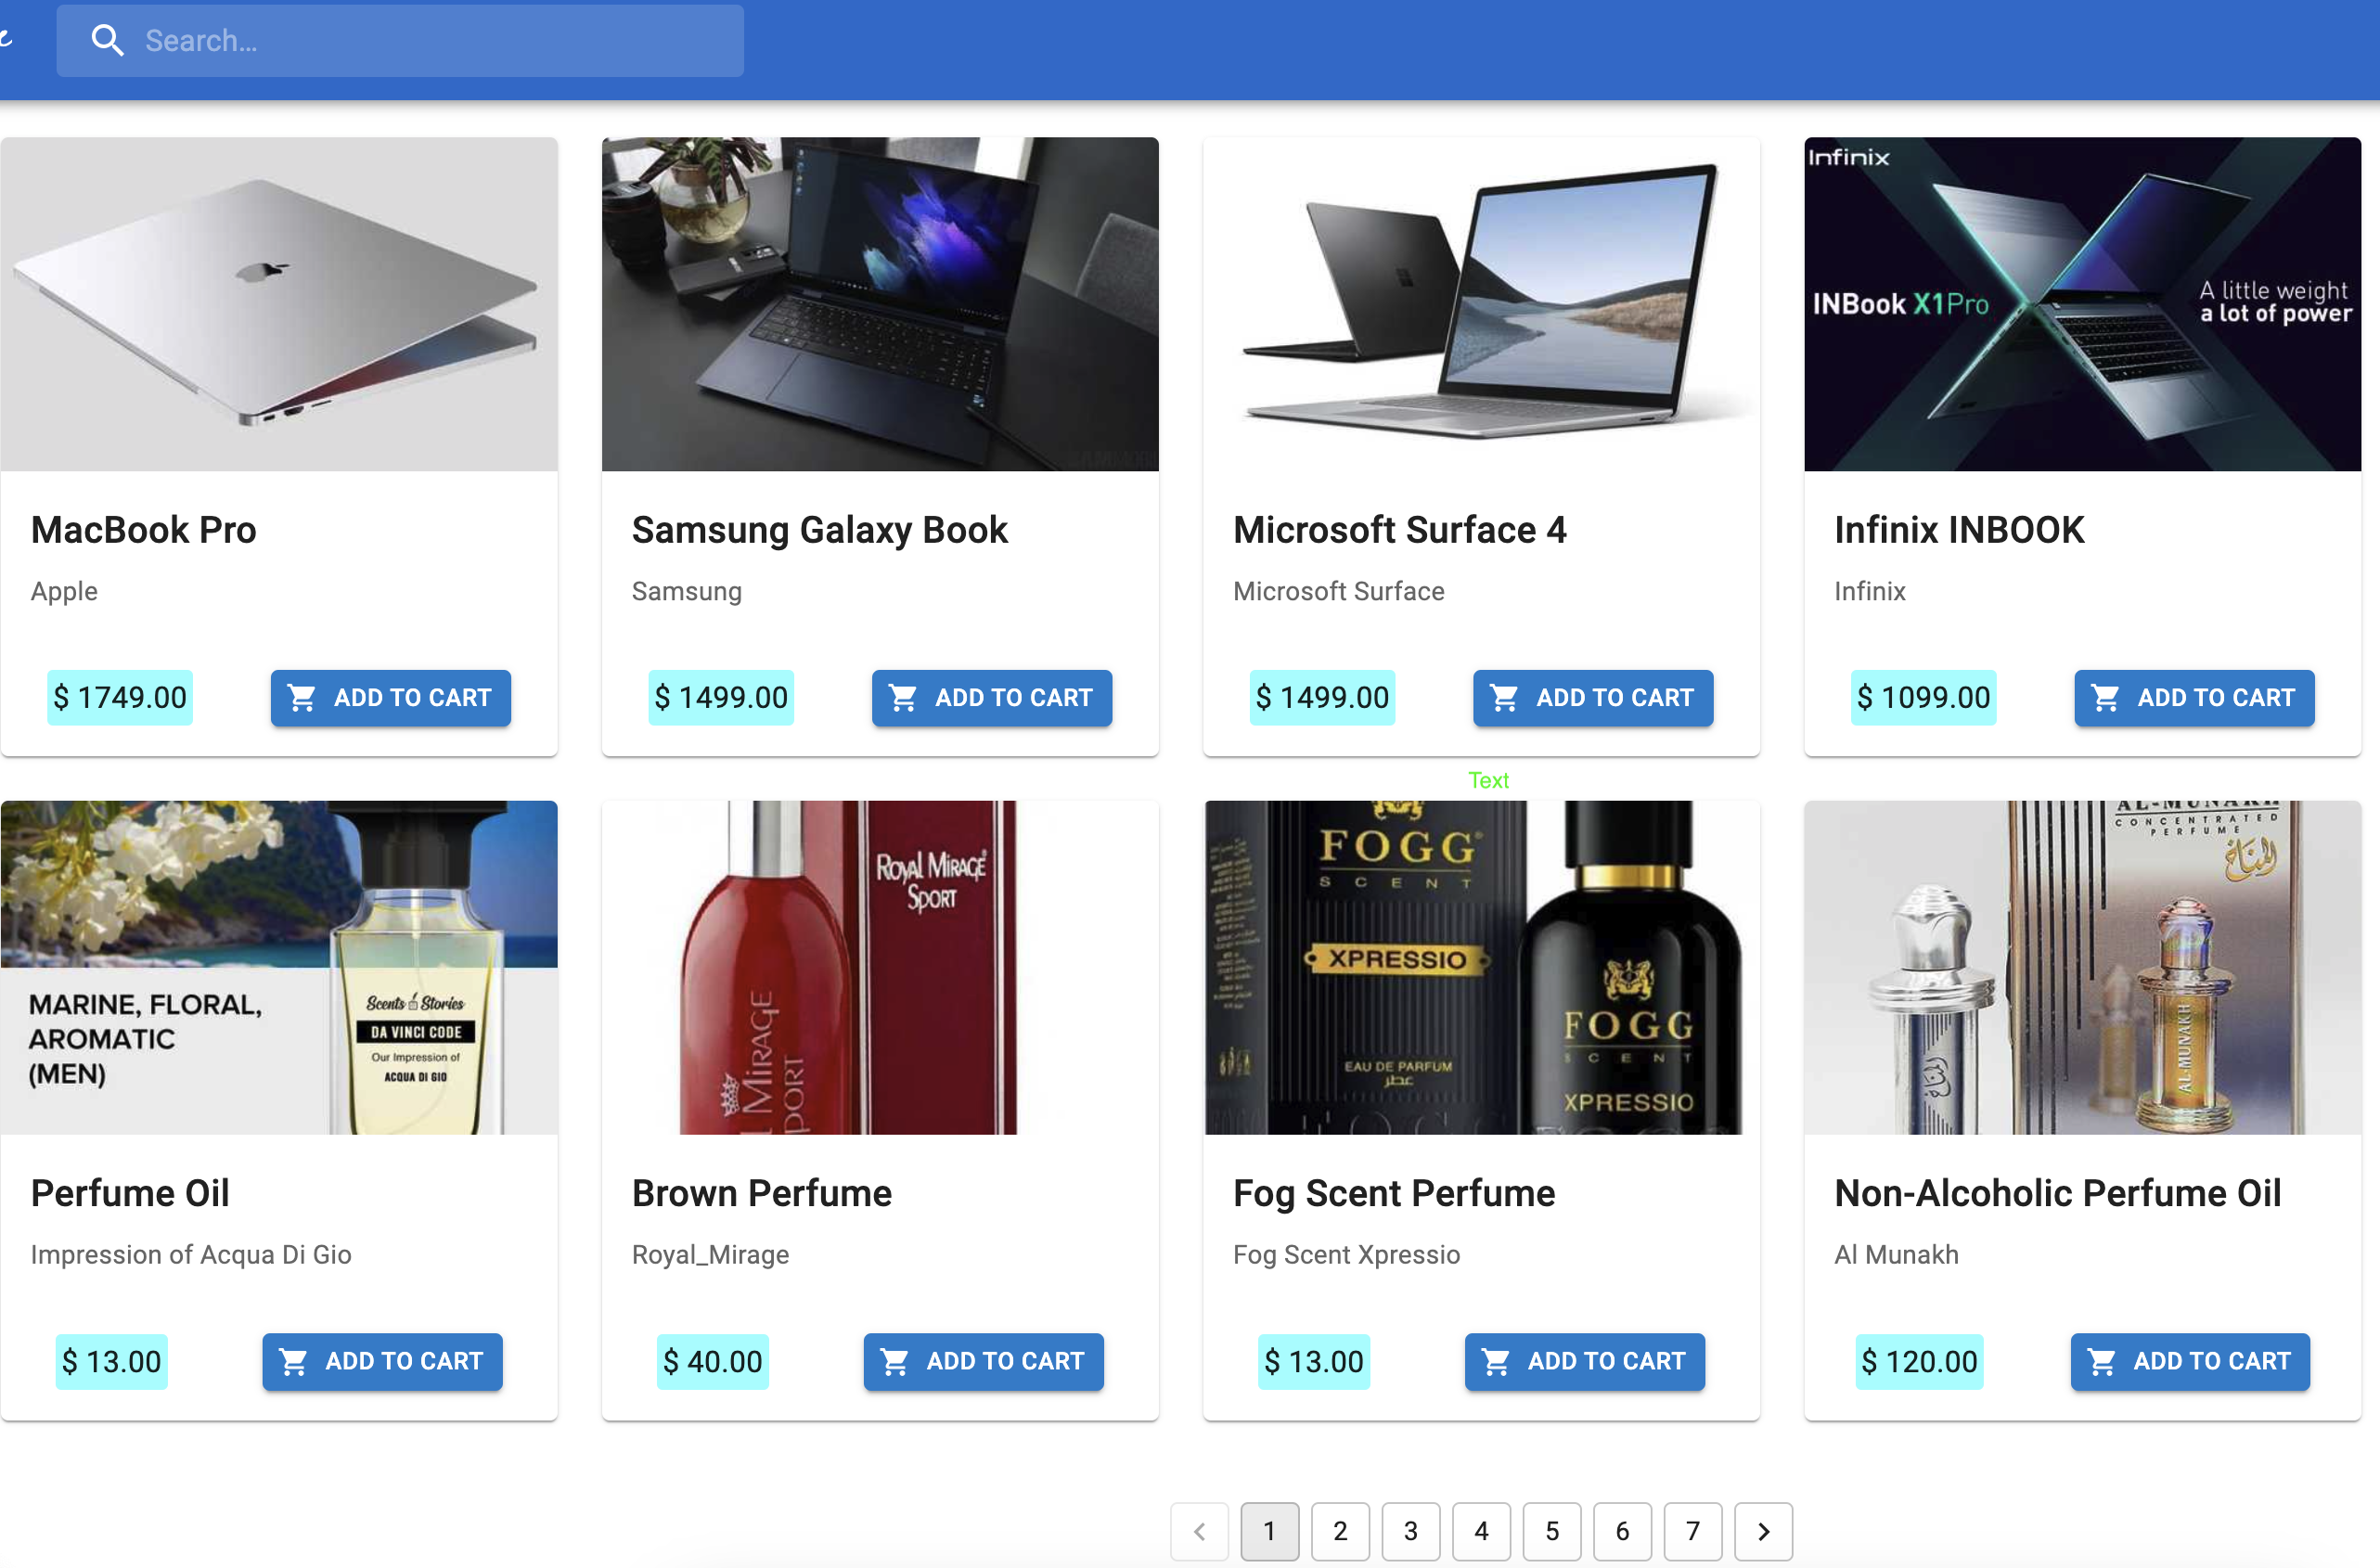 Search...
Infinix
INBook X1Pro
A little weight
a lot of power
MacBook Pro
Samsung Galaxy Book
Microsoft Surface 4
Infinix INBOOK
Apple
Samsung
Microsoft Surface
Infinix
$ 1749.00
ADD TO CART
$ 1499.00
ADD TO CART
$ 1499.00
ADD TO CART
$ 1099.00
ADD TO CART
Text
MARINE, FLORAL,
AROMATIC
(MEN)
Scents Stories
DA VINCI CODE
Our Impression of
ACQUA DI GIO
ROYAL MIRAGE
SPORT
MIRAGE
PORT
FOGG
SCENT
XPRESSIO
EAU DE PARFUM
عطر
FOGG
SCENT
XPRESSIO
AL-MUNAKH
CONCENTRATED
PERFUME
المناخ
AL-MUNAKH
Perfume Oil
Brown Perfume
Fog Scent Perfume
Non-Alcoholic Perfume Oil
Impression of Acqua Di Gio
Royal_Mirage
Fog Scent Xpressio
Al Munakh
$ 13.00
ADD TO CART
$ 40.00
ADD TO CART
$ 13.00
ADD TO CART
$ 120.00
ADD TO CART
1 2 3 4 5 6 7